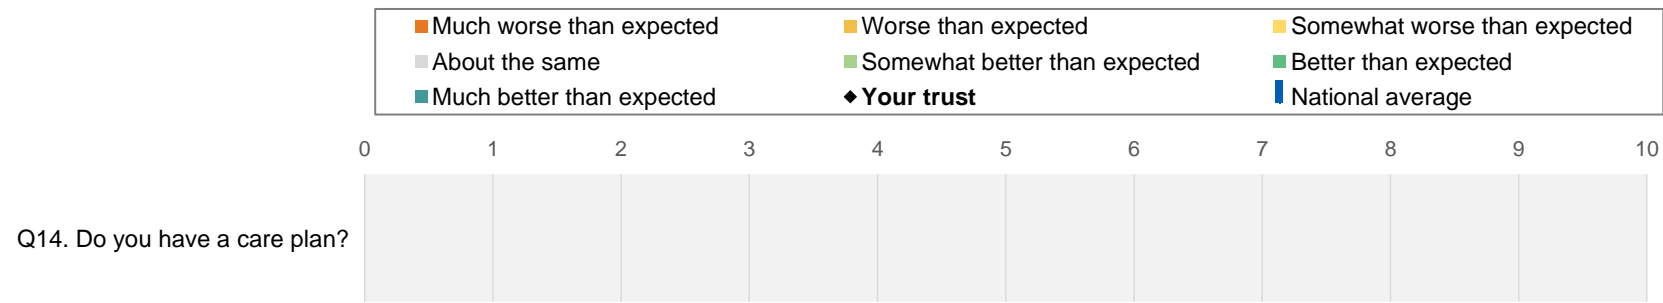 Much worse than expected Worse than expected Somewhat worse than expected
About the same Somewhat better than expected Better than expected
Much better than expected Your trust National average
0 1 2 3 4 5 6 7 8 9 10
Q14. Do you have a care plan?